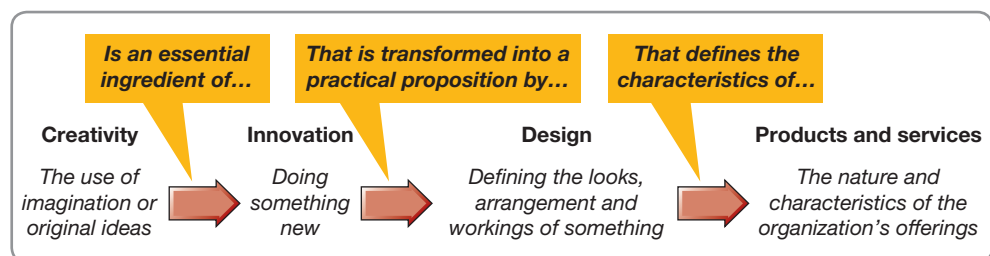 Is an essential
ingredient of…
That is transformed into a
practical proposition by…
That defines the
characteristics of…
Creativity
The use of
imagination or
original ideas
Innovation
Doing
something
new
Design
Defining the looks,
arrangement and
workings of something
Products and services
The nature and
characteristics of the
organization’s offerings